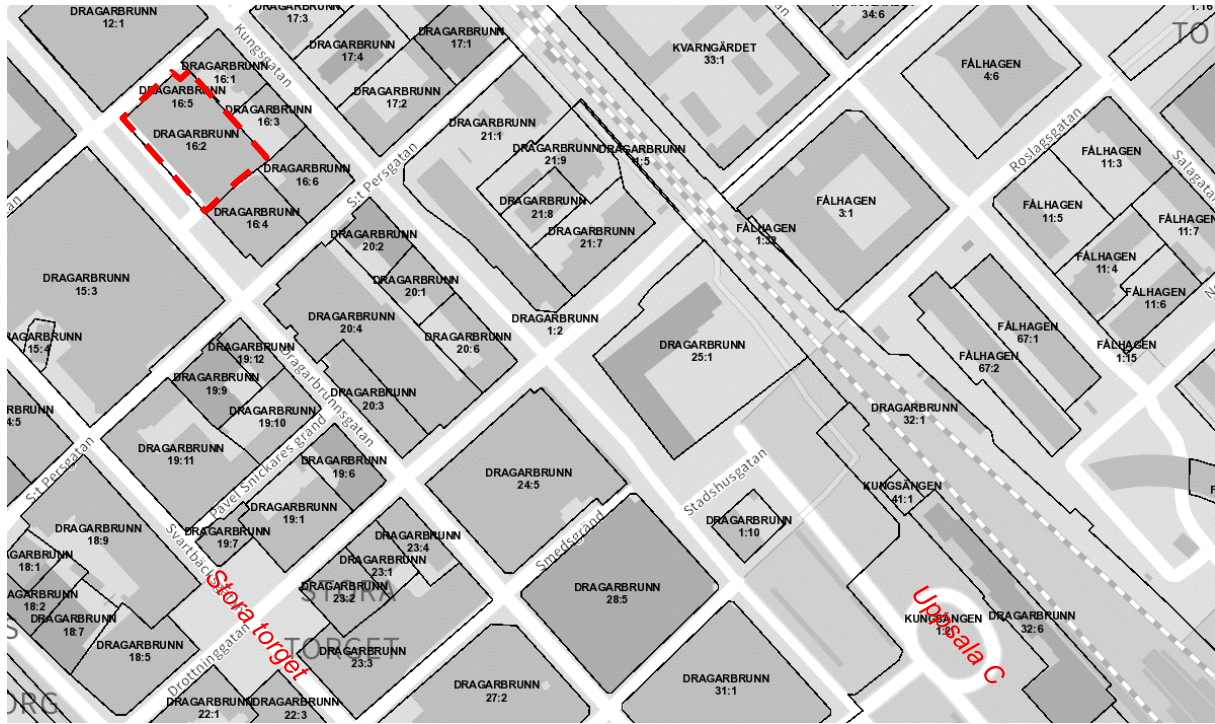 DRAGARBRUNN
12:1
DRAGARBRUNN
17:3
DRAGARBRUNN
17:4
DRAGARBRUNN
17:1
DRAGARBRUNN
17:2
Kungsgatan
KVARNGÄRDET
33:1
34:6
FÅLHAGEN
4:6
1:16
TO
DRAGARBRUNN
16:1
DRAGARBRUNN
16:5
DRAGARBRUNN
16:3
DRAGARBRUNN
16:2
DRAGARBRUNN
16:6
DRAGARBRUNN
16:4
S:t Persgatan
DRAGARBRUNN
21:1
DRAGARBRUNN
21:9
DRAGARBRUNN
DRAGARBRUNN
21:8
DRAGARBRUNN
21:7
FÅLHAGEN
3:1
FÅLHAGEN
1:32
Roslagsgatan
Salagatan
FÅLHAGEN
11:3
FÅLHAGEN
11:5
FÅLHAGEN
11:7
FÅLHAGEN
11:4
FÅLHAGEN
11:6
FÅLHAGEN
1:15
FÅLHAGEN
67:1
FÅLHAGEN
67:2
DRAGARBRUNN
15:3
DRAGARBRUNN
15:4
DRAGARBRUNN
20:2
DRAGARBRUNN
20:1
DRAGARBRUNN
20:4
DRAGARBRUNN
20:6
DRAGARBRUNN
20:3
DRAGARBRUNN
1:2
DRAGARBRUNN
25:1
DRAGARBRUNN
32:1
DRAGARBRUNN
19:12
DRAGARBRUNN
19:9
DRAGARBRUNN
19:10
DRAGARBRUNN
19:11
Dragarbrunnsgatan
Pavel Snickares gränd
S:t Persgatan
4:5
DRAGARBRUNN
19:6
DRAGARBRUNN
19:1
DRAGARBRUNN
19:7
DRAGARBRUNN
24:5
Stadshusgatan
KUNGSÄNGEN
41:1
DRAGARBRUNN
1:10
Smedsgränd
DRAGARBRUNN
18:9
18:1
18:2
DRAGARBRUNN
18:7
DRAGARBRUNN
18:5
DRAGARBRUNN
23:4
DRAGARBRUNN
23:1
DRAGARBRUNN
23:2
DRAGARBRUNN
23:3
STORA
TORGET
Stora torget
Drottninggatan
DRAGARBRUNN
28:5
KUNGSÄNGEN
1:2
Uppsala C
DRAGARBRUNN
32:6
DRAGARBRUNN
22:1
DRAGARBRUNN
22:3
DRAGARBRUNN
27:2
DRAGARBRUNN
31:1